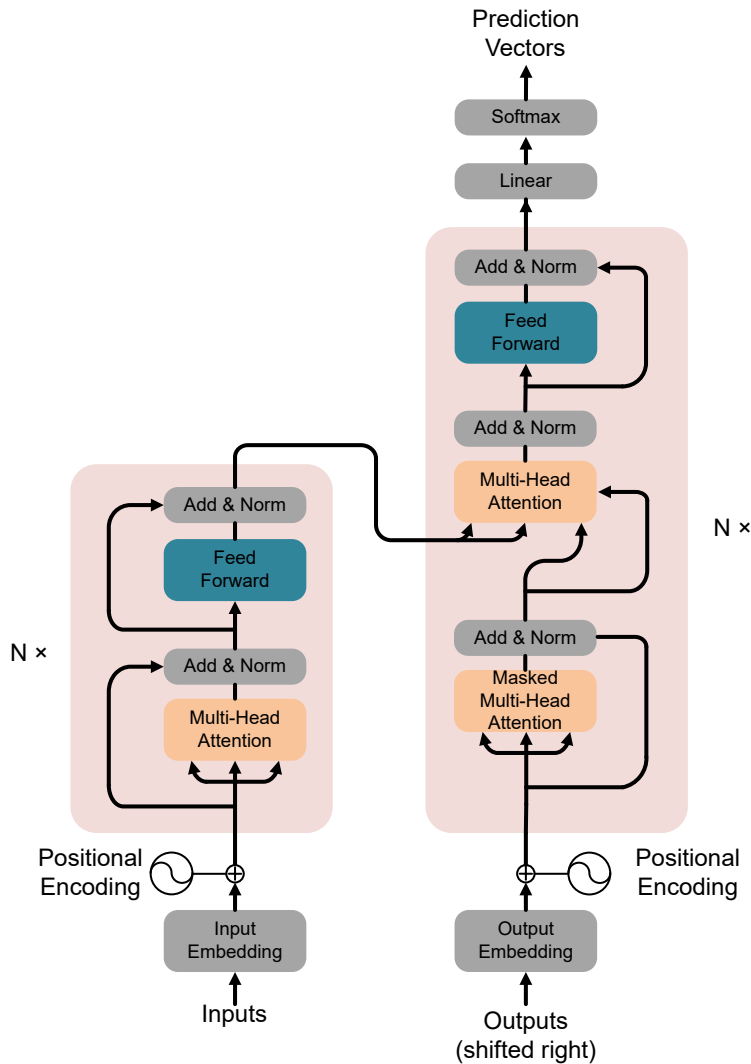 Prediction
Vectors
Softmax
Linear
Add & Norm
Feed
Forward
Add & Norm
Multi-Head
Attention
N ×
Add & Norm
Masked
Multi-Head
Attention
Add & Norm
Feed
Forward
N ×
Add & Norm
Multi-Head
Attention
Positional
Encoding
Positional
Encoding
Input
Embedding
Output
Embedding
Inputs
Outputs
(shifted right)